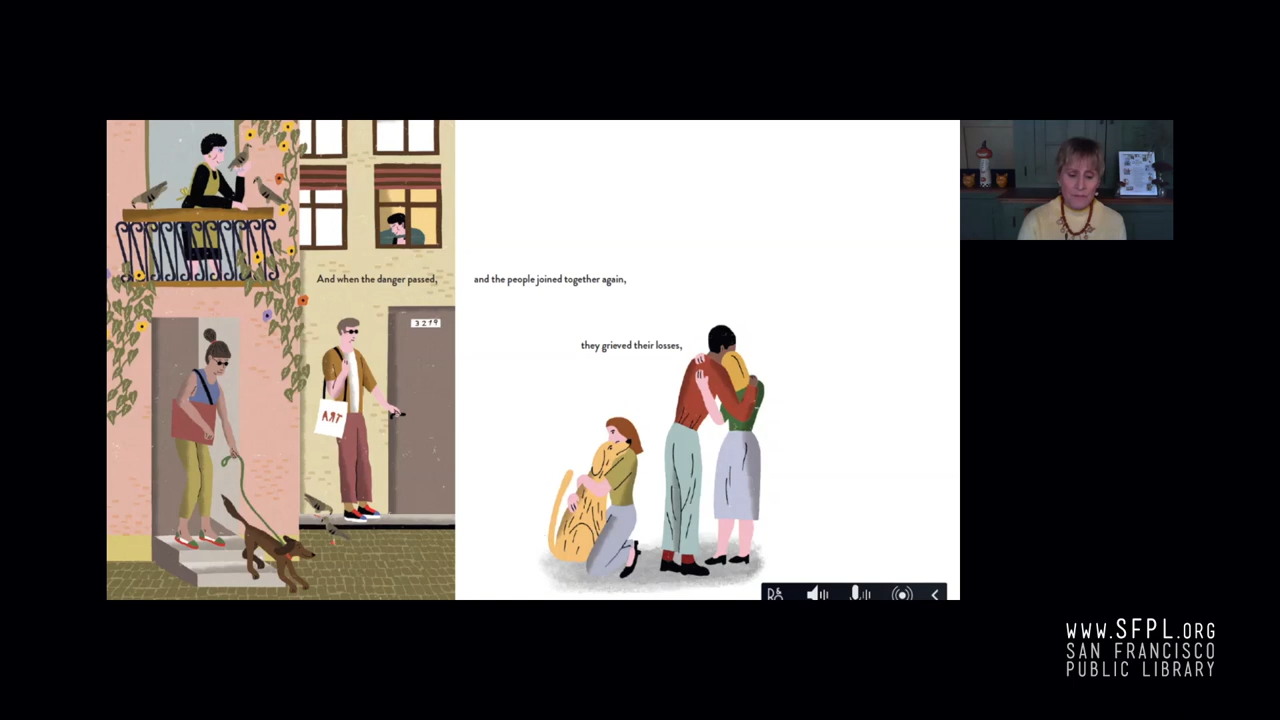 And when the danger passed,
and the people joined together again,
they grieved their losses,
3219
ART
WWW.SFPL.ORG
SAN FRANCISCO
PUBLIC LIBRARY